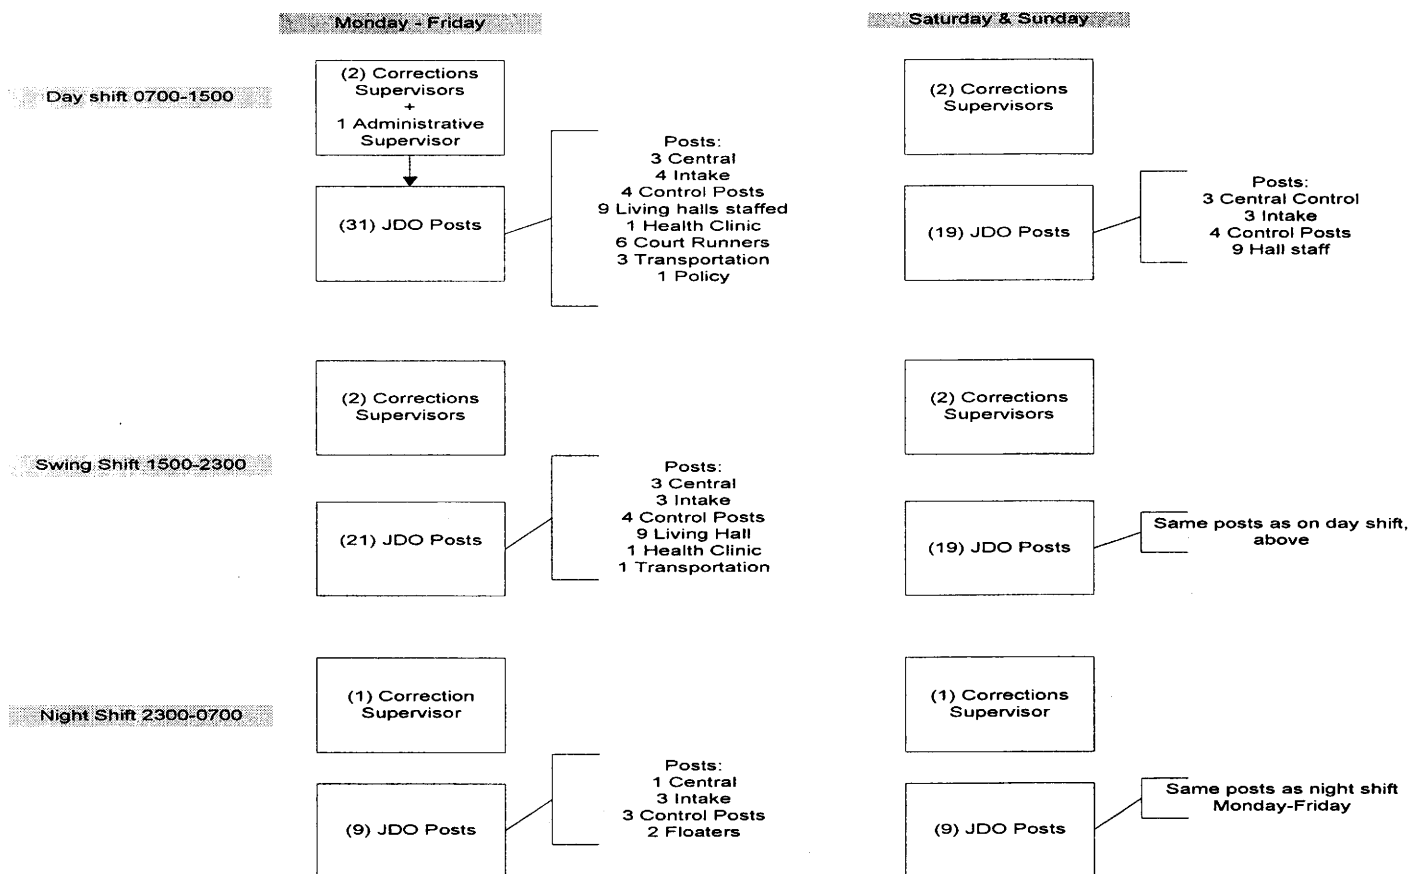 Monday - Friday
Saturday & Sunday
Day shift 0700-1500
(2) Corrections
Supervisors
+
1 Administrative
Supervisor
(31) JDO Posts
Posts:
3 Central
4 Intake
4 Control Posts
9 Living halls staffed
1 Health Clinic
6 Court Runners
3 Transportation
1 Policy
(2) Corrections
Supervisors
(19) JDO Posts
Posts:
3 Central Control
3 Intake
4 Control Posts
9 Hall staff
Swing Shift 1500-2300
(2) Corrections
Supervisors
(21) JDO Posts
Posts:
3 Central
3 Intake
4 Control Posts
9 Living Hall
1 Health Clinic
1 Transportation
(2) Corrections
Supervisors
(19) JDO Posts
Same posts as on day shift,
above
Night Shift 2300-0700
(1) Correction
Supervisor
(9) JDO Posts
Posts:
1 Central
3 Intake
3 Control Posts
2 Floaters
(1) Corrections
Supervisor
(9) JDO Posts
Same posts as night shift
Monday-Friday